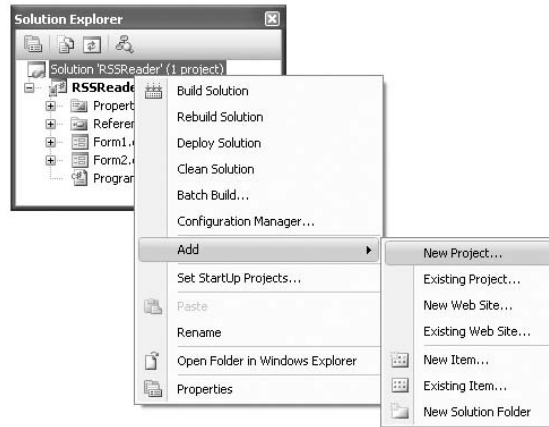 Solution Explorer
Solution 'RSSReader' (1 project)
Build Solution
Rebuild Solution
Deploy Solution
Clean Solution
Batch Build...
Configuration Manager...
Add
New Project...
Set StartUp Projects...
Existing Project...
New Web Site...
Paste
Rename
Existing Web Site...
Open Folder in Windows Explorer
New Item...
Properties
Existing Item...
New Solution Folder
RSSReade
Propert
Referer
Form1.
Form2.
Prograr